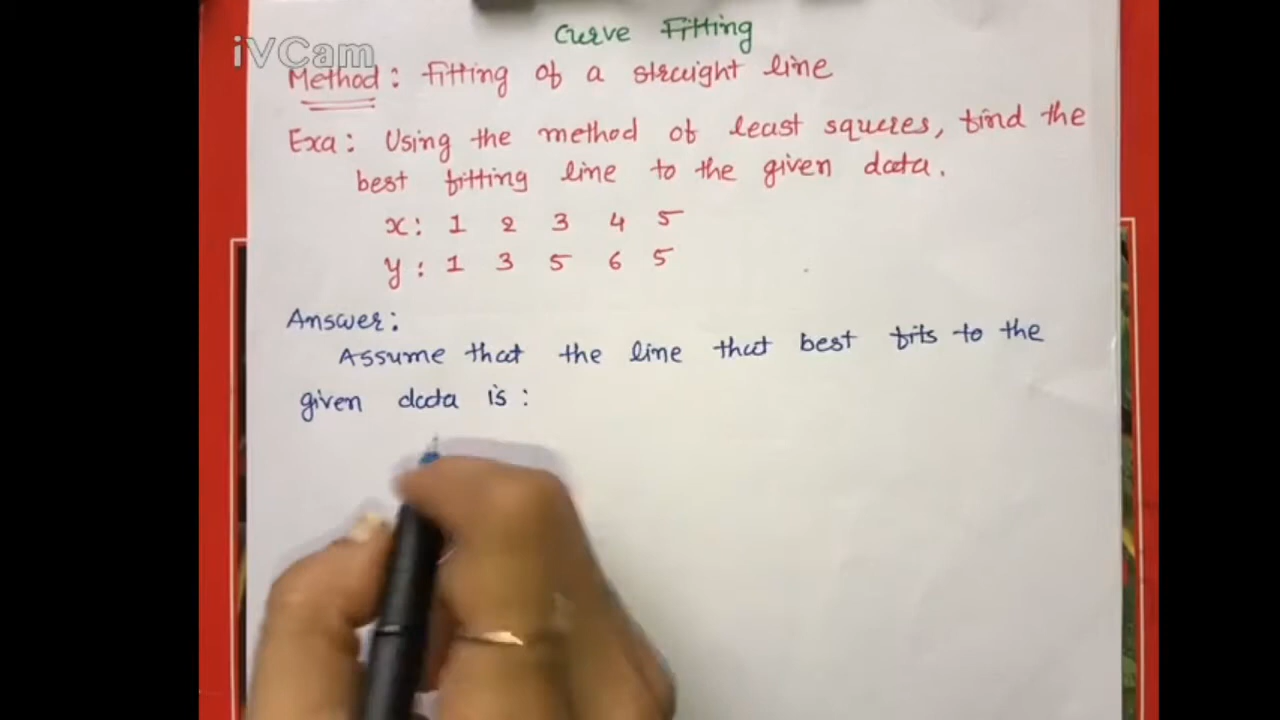 Curve Fitting
iVCam
Method: Fitting of a straight line
Exa: Using the method of least squares, find the
best fitting line to the given data.
x: 1 2 3 4 5
y: 1 3 5 6 5
Answer:
Assume that the line that best fits to the
given data is: